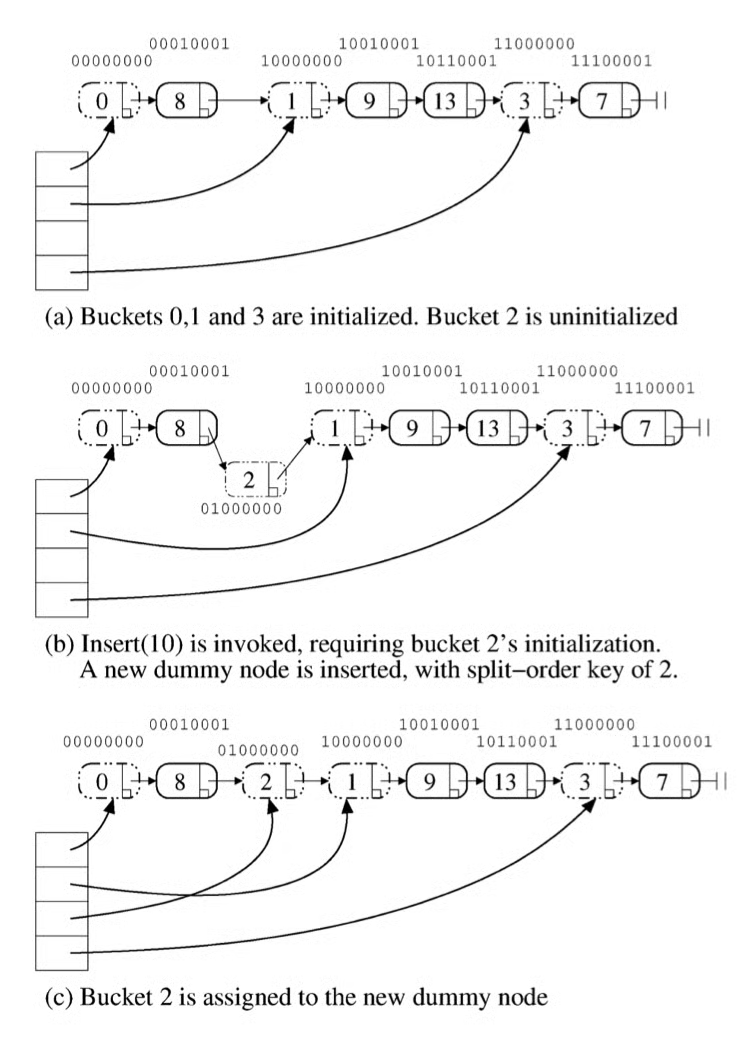 00010001 10010001 11000000
00000000 10000000 10110001 11100001
0 8 1 9 13 3 7
(a) Buckets 0,1 and 3 are initialized. Bucket 2 is uninitialized
00010001 10010001 11000000
00000000 10000000 10110001 11100001
0 8 1 9 13 3 7
2
01000000
(b) Insert(10) is invoked, requiring bucket 2’s initialization.
A new dummy node is inserted, with split–order key of 2.
00010001 10010001 11000000
00000000 01000000 10000000 10110001 11100001
0 8 2 1 9 13 3 7
(c) Bucket 2 is assigned to the new dummy node